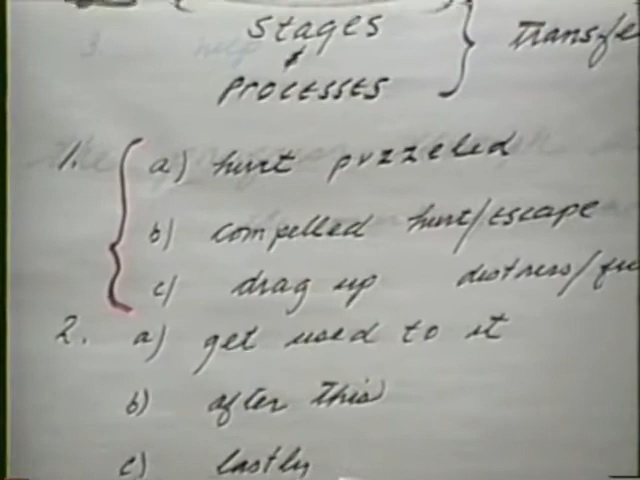 STAGES } transfe
&
PROCESSES
1. { a) hurt puzzeled
b) compelled hurt/escape
c) drag up distress/fu
2. a) get used to it
b) after this
c) lastly